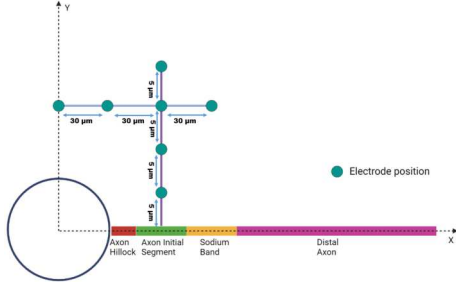 Y
5 µm
30 µm 30 µm 30 µm
5 µm
5 µm
5 µm
Electrode position
X
Axon Hillock
Axon Initial Segment
Sodium Band
Distal Axon